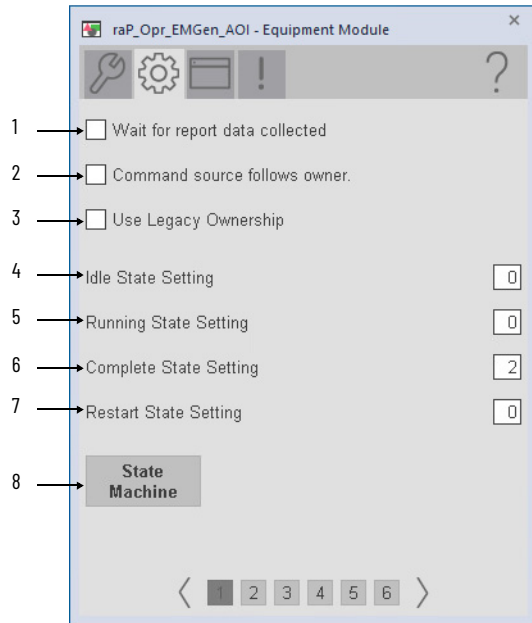 raP_Opr_EMGen_AOI - Equipment Module ×
!
?
1 Wait for report data collected
2 Command source follows owner.
3 Use Legacy Ownership
4 Idle State Setting 0
5 Running State Setting 0
6 Complete State Setting 2
7 Restart State Setting 0
8 State
Machine
1 2 3 4 5 6